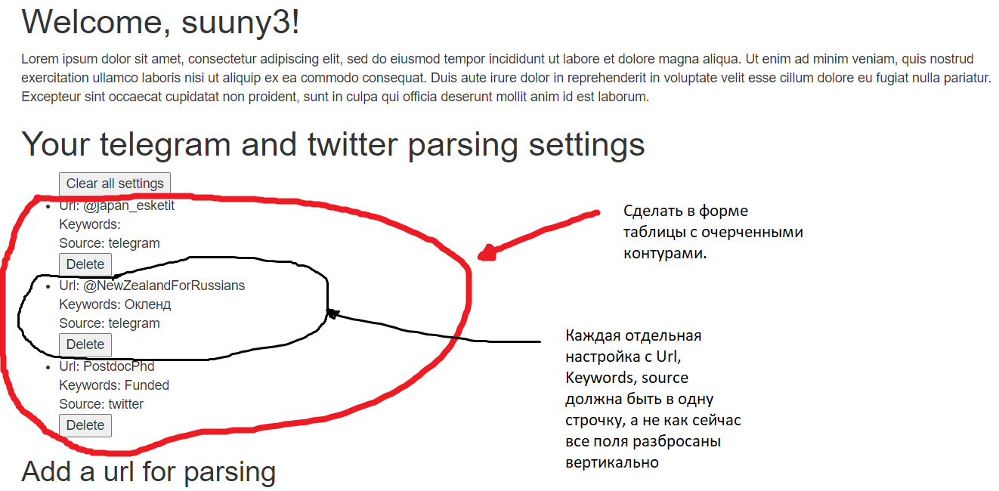 Welcome, suuny3!
Lorem ipsum dolor sit amet, consectetur adipiscing elit, sed do eiusmod tempor incididunt ut labore et dolore magna aliqua. Ut enim ad minim veniam, quis nostrud
exercitation ullamco laboris nisi ut aliquip ex ea commodo consequat. Duis aute irure dolor in reprehenderit in voluptate velit esse cillum dolore eu fugiat nulla pariatur.
Excepteur sint occaecat cupidatat non proident, sunt in culpa qui officia deserunt mollit anim id est laborum.
Your telegram and twitter parsing settings
Clear all settings
Url: @japan_esketit
Keywords:
Source: telegram
Delete
Url: @NewZealandForRussians
Keywords: Окленд
Source: telegram
Delete
Url: PostdocPhd
Keywords: Funded
Source: twitter
Delete
Сделать в форме
таблицы с очерченными
контурами.
Каждая отдельная
настройка с Url,
Keywords, source
должна быть в одну
строчку, а не как сейчас
все поля разбросаны
вертикально
Add a url for parsing